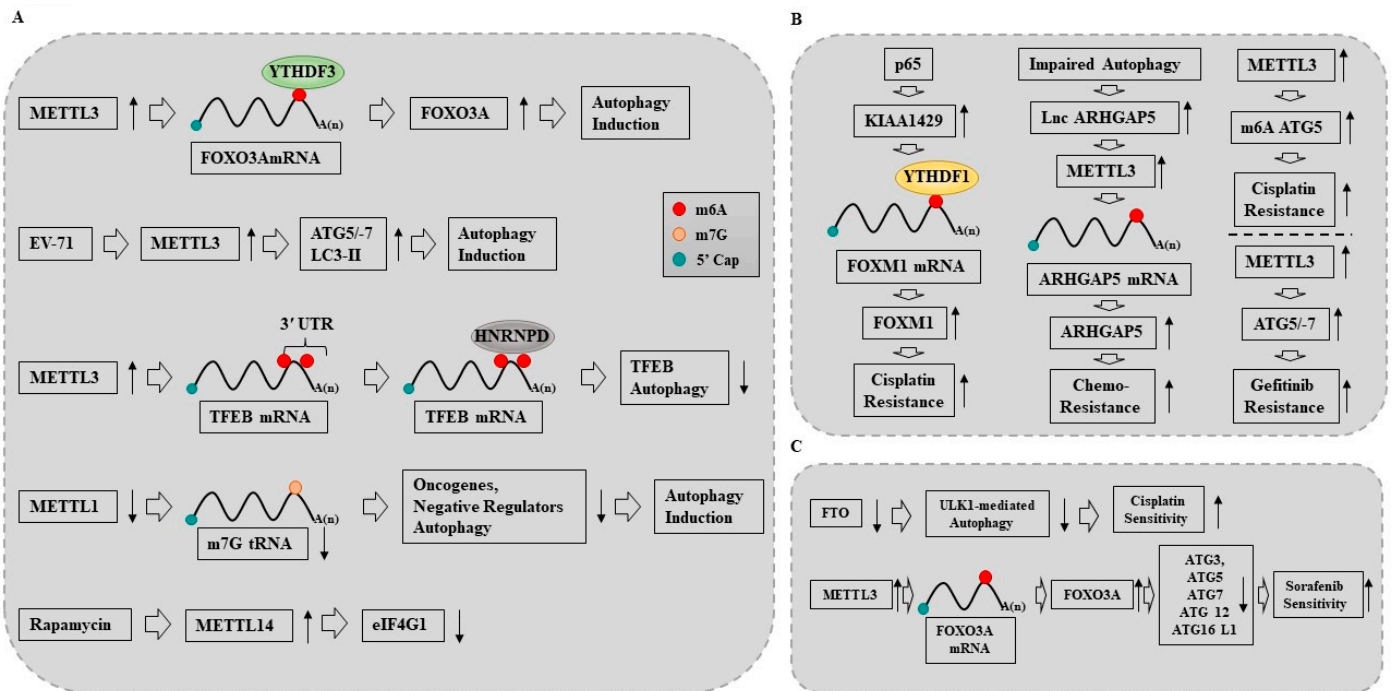 A
YTHDF3
METTL3
A(n)
FOXO3A
Autophagy
Induction
FOXO3AmRNA
EV-71
METTL3
ATG5/-7
LC3-II
Autophagy
Induction
m6A
m7G
5' Cap
3' UTR
HNRNPD
METTL3
A(n)
A(n)
TFEB
Autophagy
TFEB mRNA
TFEB mRNA
METTL1
A(n)
Oncogenes,
Negative Regulators
Autophagy
Autophagy
Induction
m7G tRNA
Rapamycin
METTL14
eIF4G1
B
p65
KIAA1429
YTHDF1
A(n)
FOXM1 mRNA
FOXM1
Cisplatin
Resistance
Impaired Autophagy
Lnc ARHGAP5
METTL3
A(n)
ARHGAP5 mRNA
ARHGAP5
Chemo-
Resistance
METTL3
m6A ATG5
Cisplatin
Resistance
METTL3
ATG5/-7
Gefitinib
Resistance
C
FTO
ULK1-mediated
Autophagy
Cisplatin
Sensitivity
METTL3
A(n)
FOXO3A
mRNA
FOXO3A
ATG3,
ATG5
ATG7
ATG 12
ATG16 L1
Sorafenib
Sensitivity